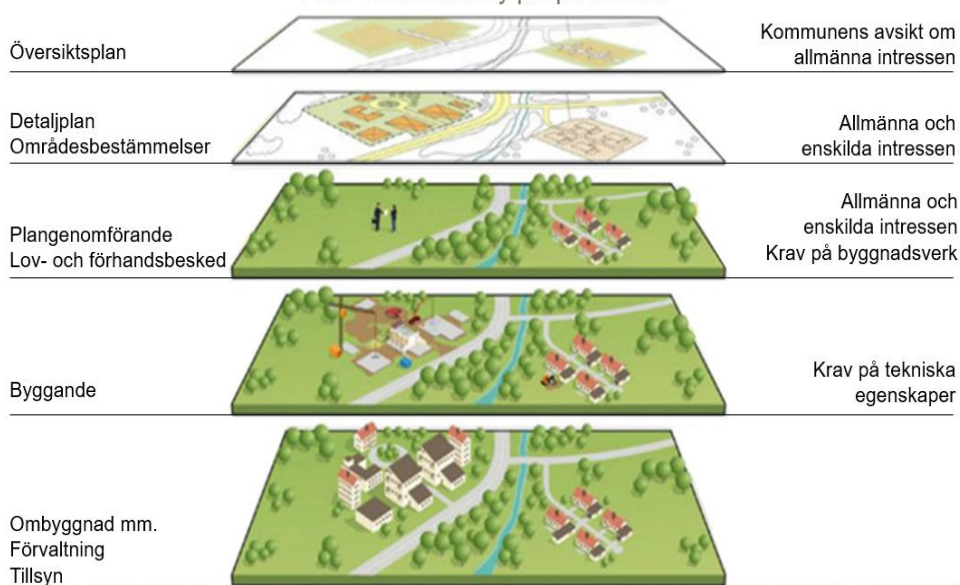 Översiktsplan
Kommunens avsikt om
allmänna intressen
Detaljplan
Områdesbestämmelser
Allmänna och
enskilda intressen
Plangenomförande
Lov- och förhandsbesked
Allmänna och
enskilda intressen
Krav på byggnadsverk
Byggande
Krav på tekniska
egenskaper
Ombyggnad mm.
Förvaltning
Tillsyn